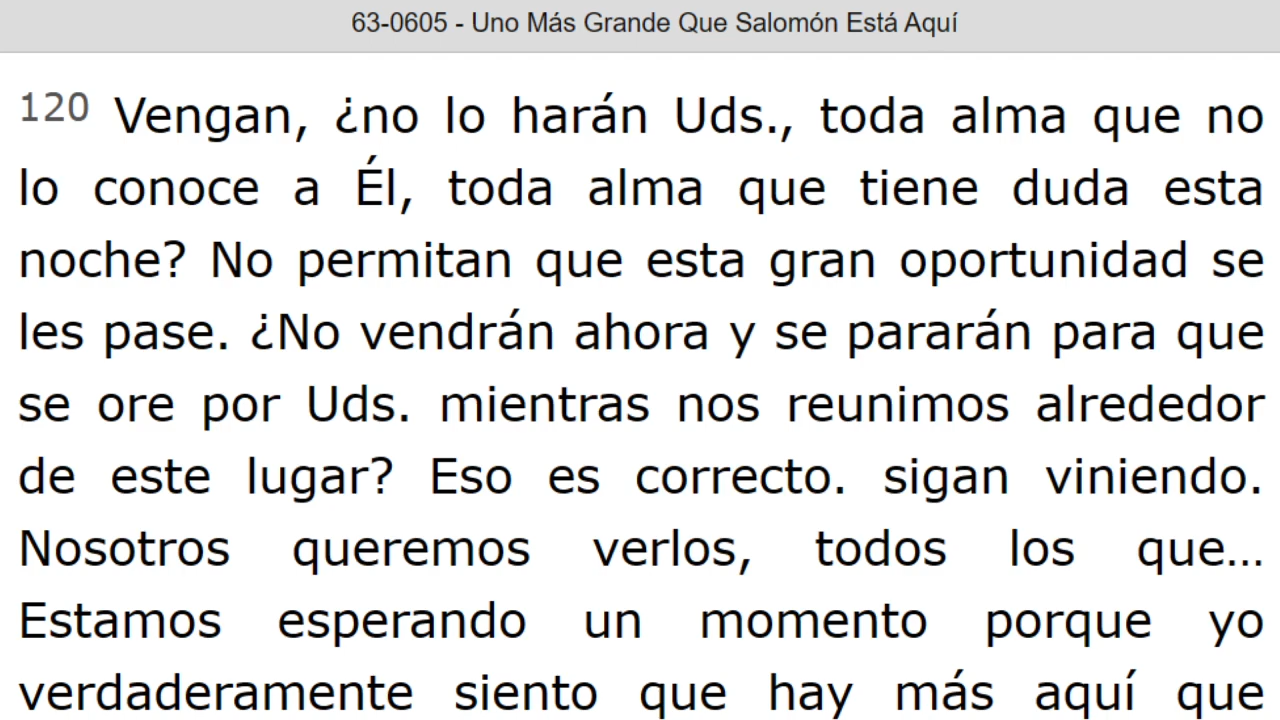 63-0605 - Uno Más Grande Que Salomón Está Aquí
120 Vengan, ¿no lo harán Uds., toda alma que no
lo conoce a Él, toda alma que tiene duda esta
noche? No permitan que esta gran oportunidad se
les pase. ¿No vendrán ahora y se pararán para que
se ore por Uds. mientras nos reunimos alrededor
de este lugar? Eso es correcto. sigan viniendo.
Nosotros queremos verlos, todos los que...
Estamos esperando un momento porque yo
verdaderamente siento que hay más aquí que